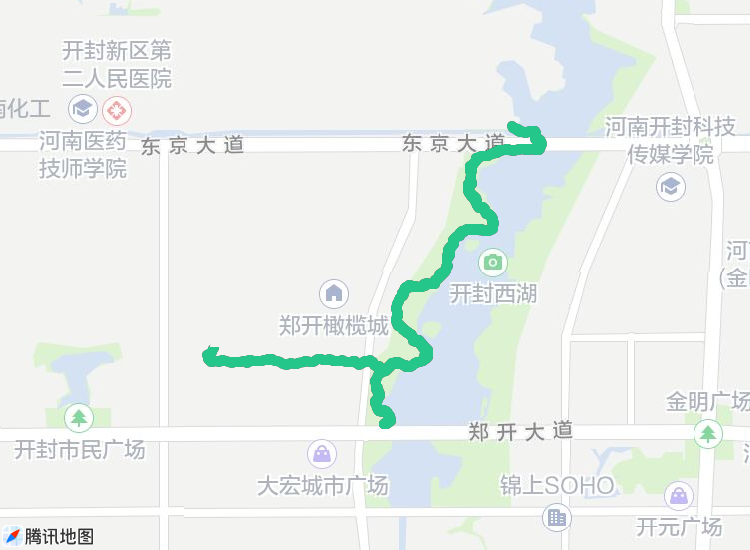 开封新区第
二人民医院
南化工
河南医药
技师学院
东京大道
东京大道
河南开封科技
传媒学院
河
(金
开封西湖
郑开橄榄城
金明广场
郑开大道
开封市民广场
大宏城市广场
锦上SOHO
开元广场
腾讯地图